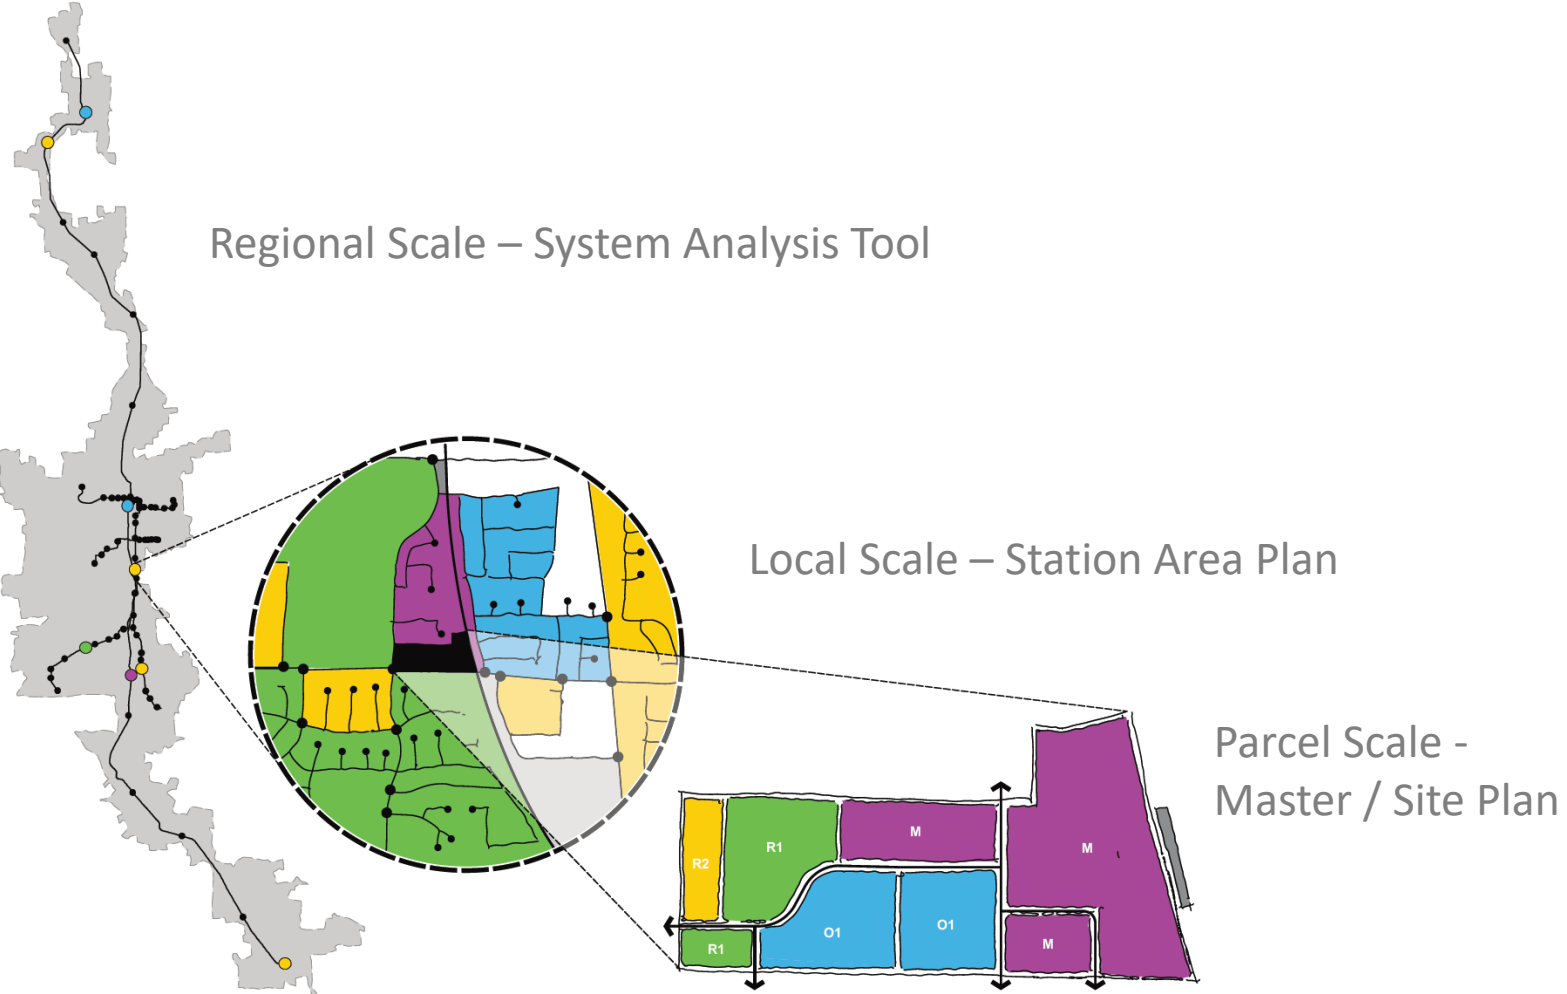 Regional Scale – System Analysis Tool
Local Scale – Station Area Plan
Parcel Scale -
Master / Site Plan
M
R2
R1
M
O1
O1
R1
M